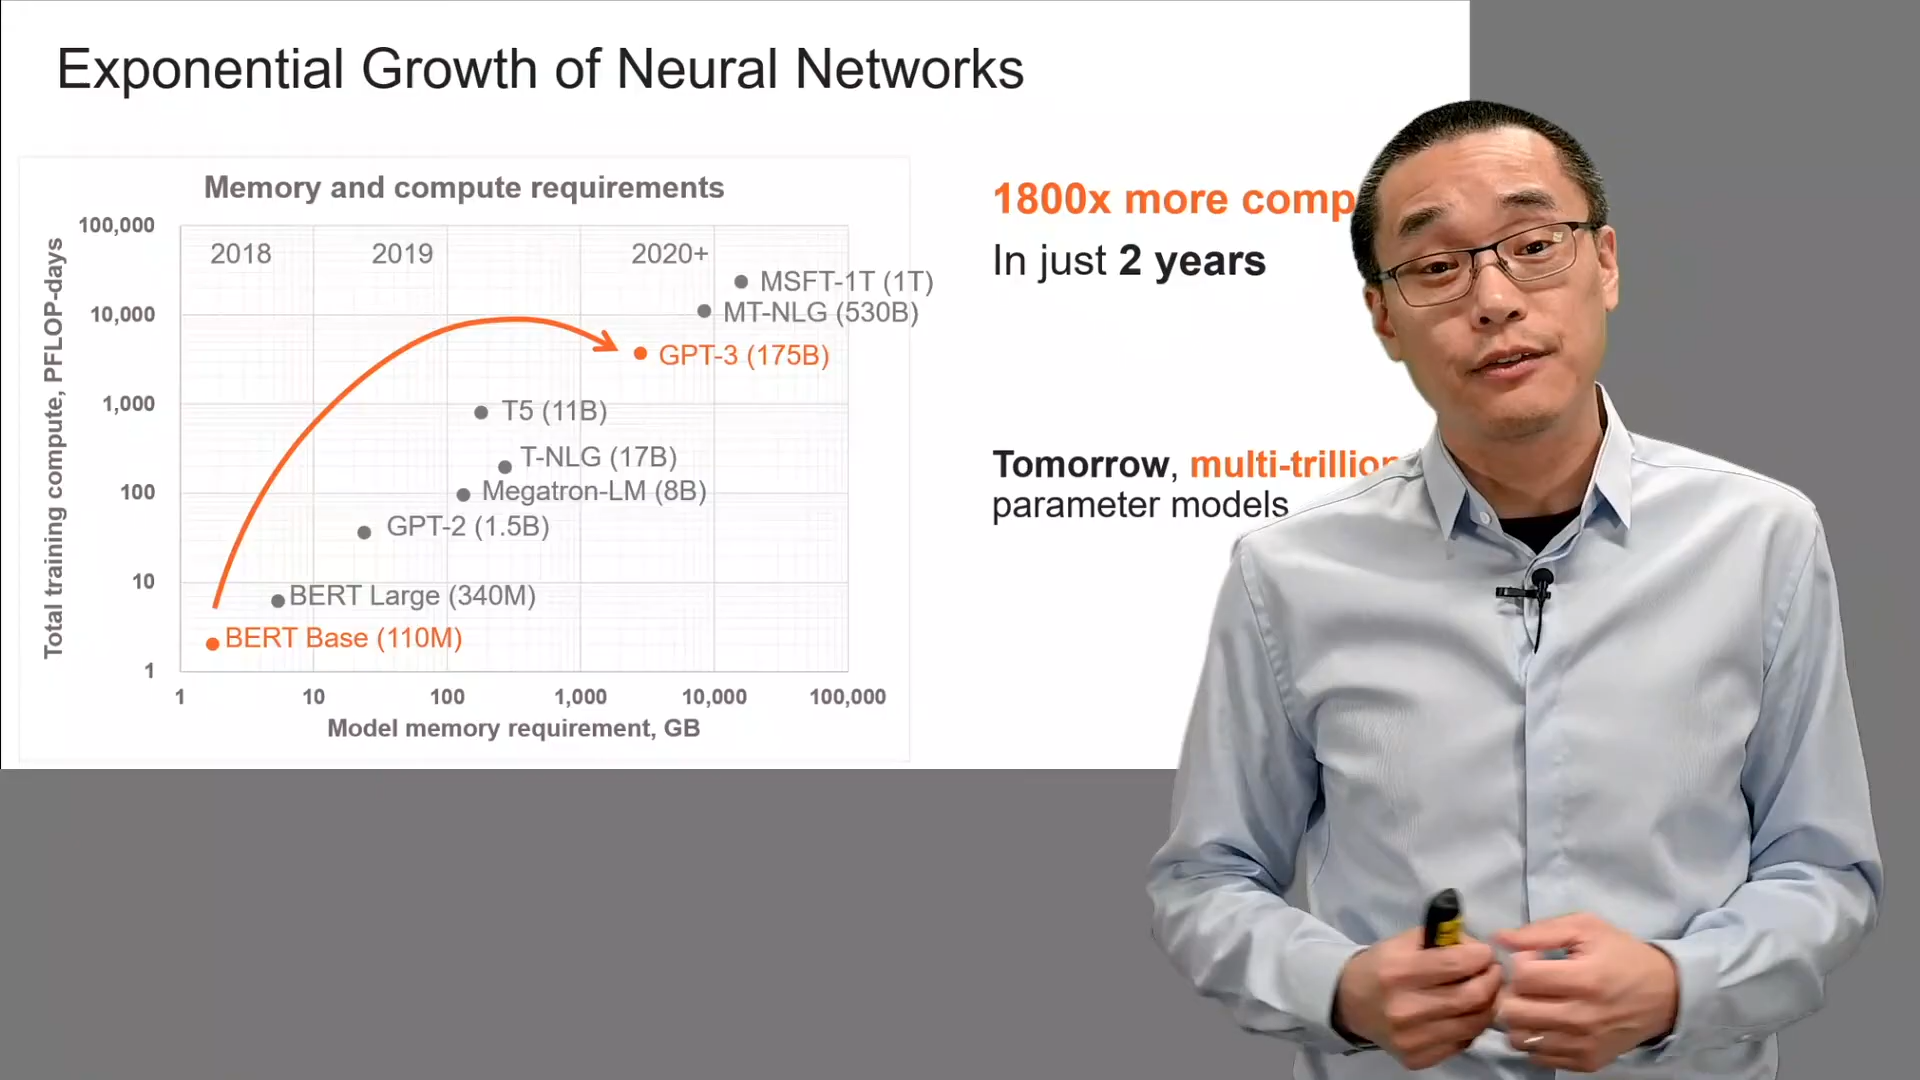 Exponential Growth of Neural Networks
Memory and compute requirements
Total training compute, PFLOP-days
100,000
10,000
1,000
100
10
1
2018 2019 2020+
MSFT-1T (1T)
MT-NLG (530B)
GPT-3 (175B)
T5 (11B)
T-NLG (17B)
Megatron-LM (8B)
GPT-2 (1.5B)
BERT Large (340M)
BERT Base (110M)
1 10 100 1,000 10,000 100,000
Model memory requirement, GB
1800x more comp
In just 2 years
Tomorrow, multi-trillion
parameter models